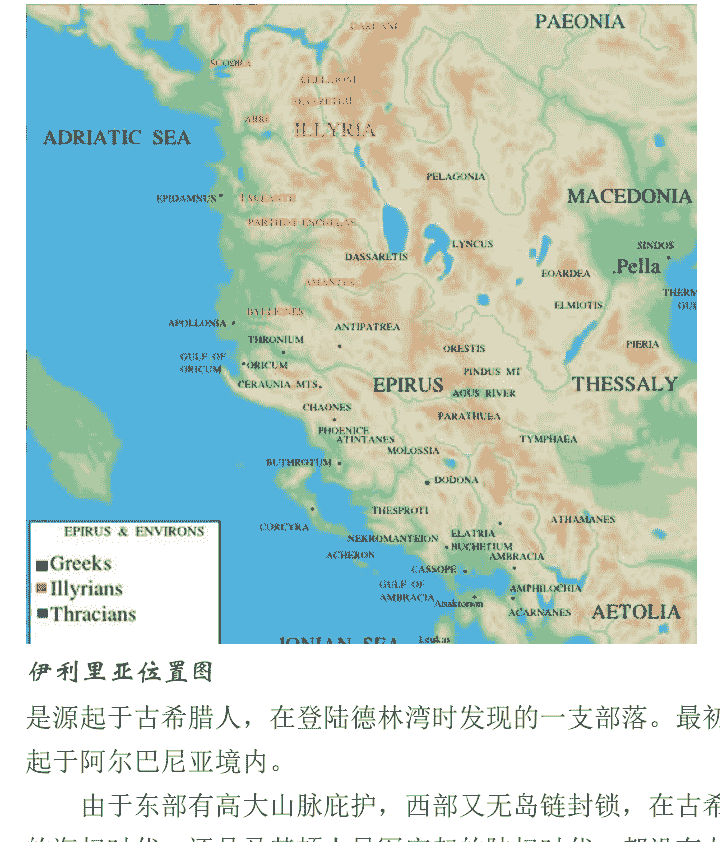 PAEONIA
ILLYRIA
ADRIATIC SEA
PELAGONIA
EPIDAMNUS
MACEDONIA
LYNCUS
SINDOS
DASSARETIS
Pella
EOARDEA
ELMIOTIS
APOLLONIA
ANTIPATREA
THRONIUM
ORESTIS
PIERIA
GULF OF
ORICUM
ORICUM
PINDUS MT
CERAUNIA MTS.
EPIRUS
AOUS RIVER
THESSALY
CHAONES
PARATHUEA
PHOENICE
ATINTANES
TYMPHAEA
MOLOSSIA
BUTHROTUM
DODONA
THESPROTI
ATHAMANES
CORCYRA
EPIRUS & ENVIRONS
NEKROMANTEION
ELATRIA
BUCHETIUM
ACHERON
AMBRACIA
Greeks
CASSOPE
Illyrians
GULF OF
AMBRACIA
AMPHILOCHIA
Thracians
ACARNANES
AETOLIA
IONIAN SEA
伊利里亚位置图
是源起于古希腊人，在登陆德林湾时发现的一支部落。最初
起于阿尔巴尼亚境内。
由于东部有高大山脉庇护，西部又无岛链封锁，在古希